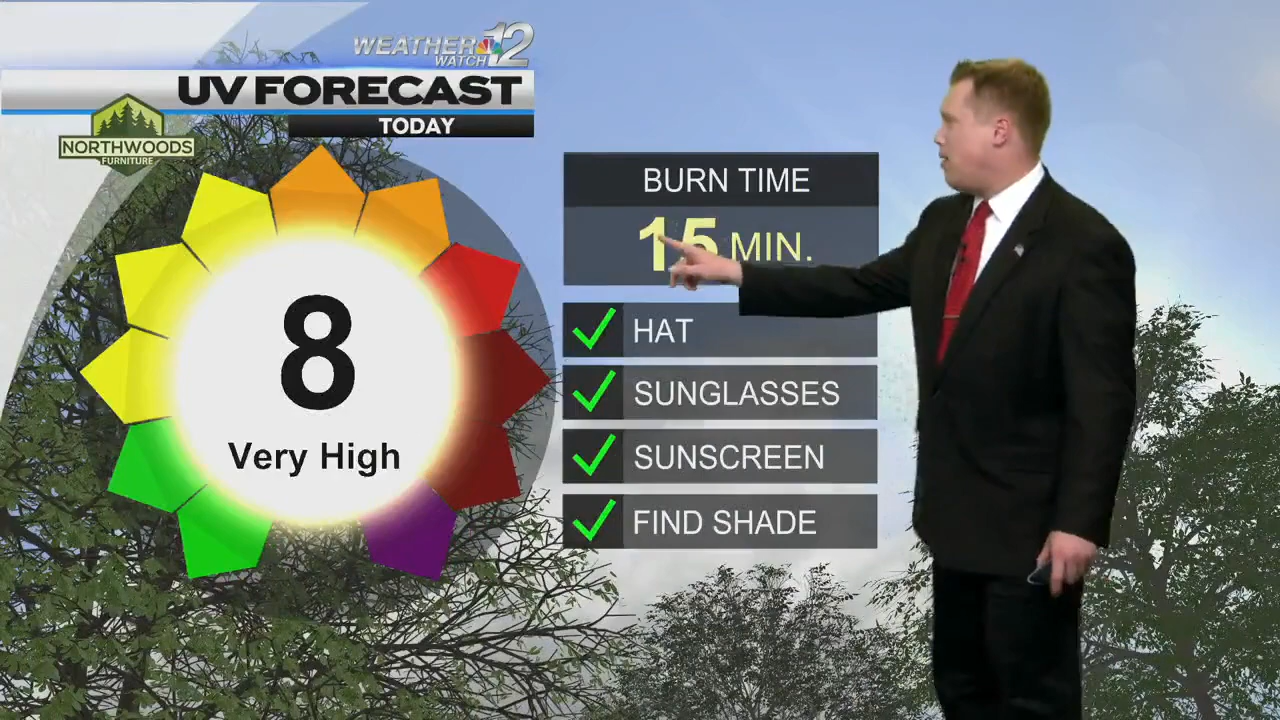 WEATHER 12
WATCH
UV FORECAST
TODAY
NORTHWOODS
FURNITURE
BURN TIME
15 MIN.
8
Very High
HAT
SUNGLASSES
SUNSCREEN
FIND SHADE